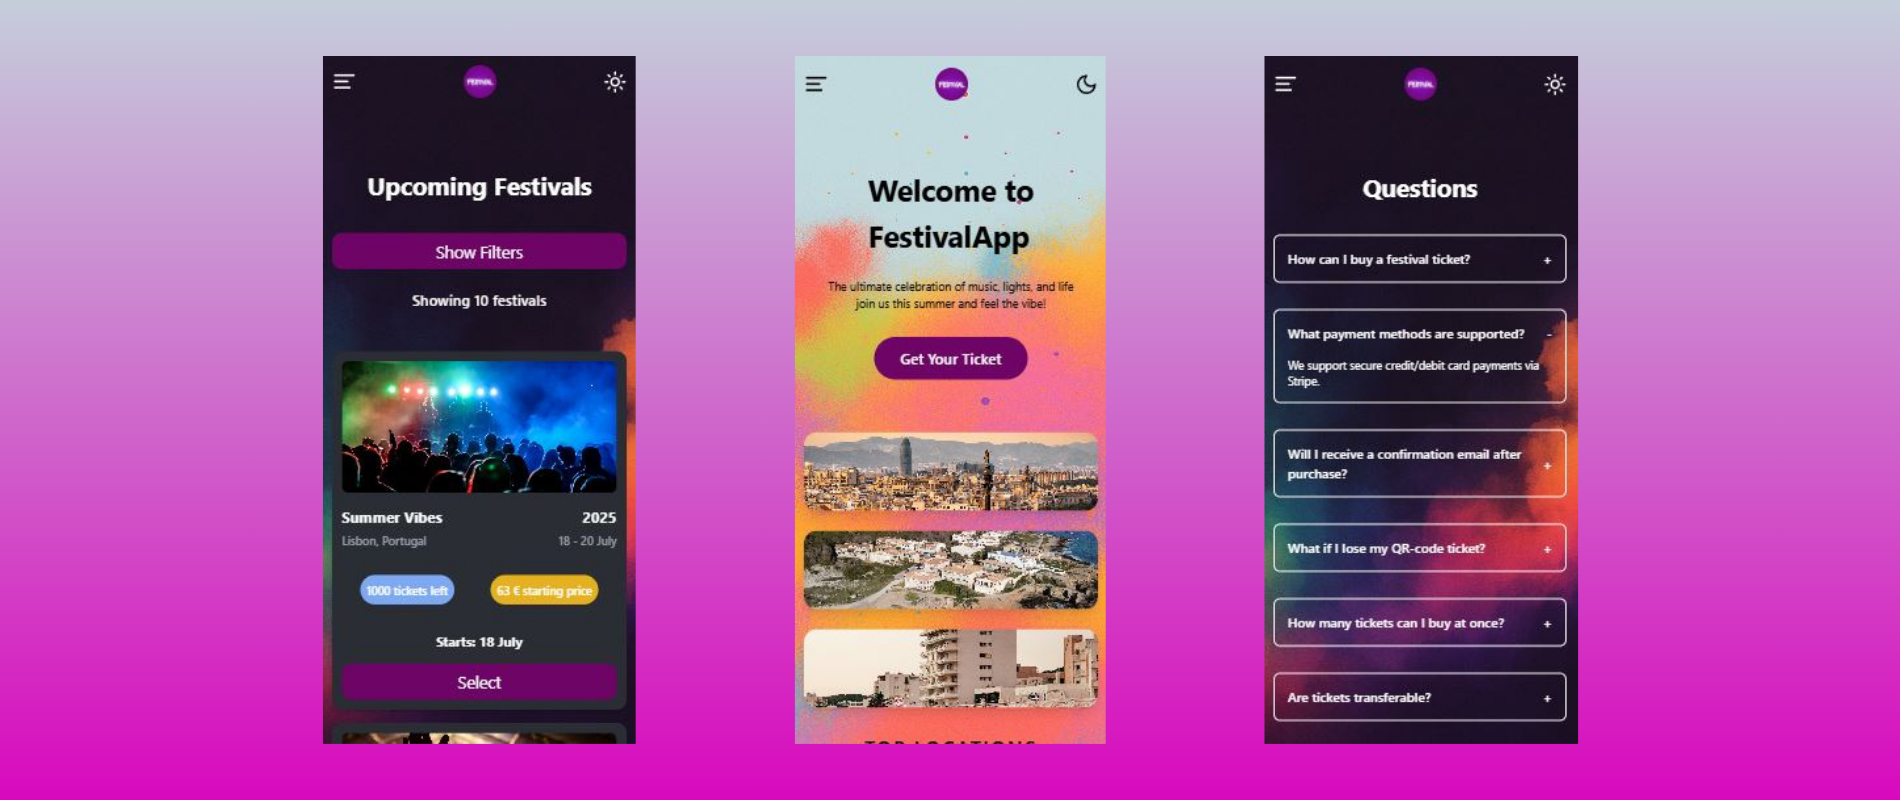 FESTIVAL
Upcoming Festivals
Show Filters
Showing 10 festivals
Summer Vibes
2025
Lisbon, Portugal
18 - 20 July
1000 tickets left
63 € starting price
Starts: 18 July
Select
FESTIVAL
Welcome to
FestivalApp
The ultimate celebration of music, lights, and life
join us this summer and feel the vibe!
Get Your Ticket
TOP LOCATIONS
FESTIVAL
Questions
How can I buy a festival ticket?
+
What payment methods are supported?
-
We support secure credit/debit card payments via
Stripe.
Will I receive a confirmation email after
purchase?
+
What if I lose my QR-code ticket?
+
How many tickets can I buy at once?
+
Are tickets transferable?
+